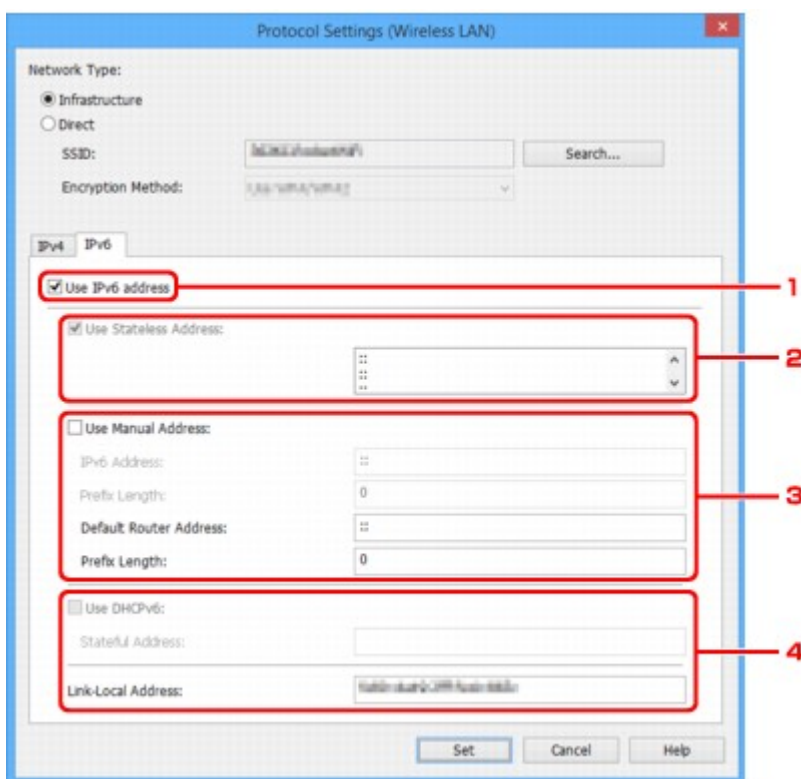 Protocol Settings (Wireless LAN)
Network Type:
Infrastructure
Direct
SSID:
Search...
Encryption Method:
IPv4 IPv6
Use IPv6 address
1
Use Stateless Address:
::
::
::
2
Use Manual Address:
IPv6 Address: ::
Prefix Length: 0
Default Router Address: ::
Prefix Length: 0
3
Use DHCPv6:
Stateful Address:
4
Link-Local Address:
Set Cancel Help